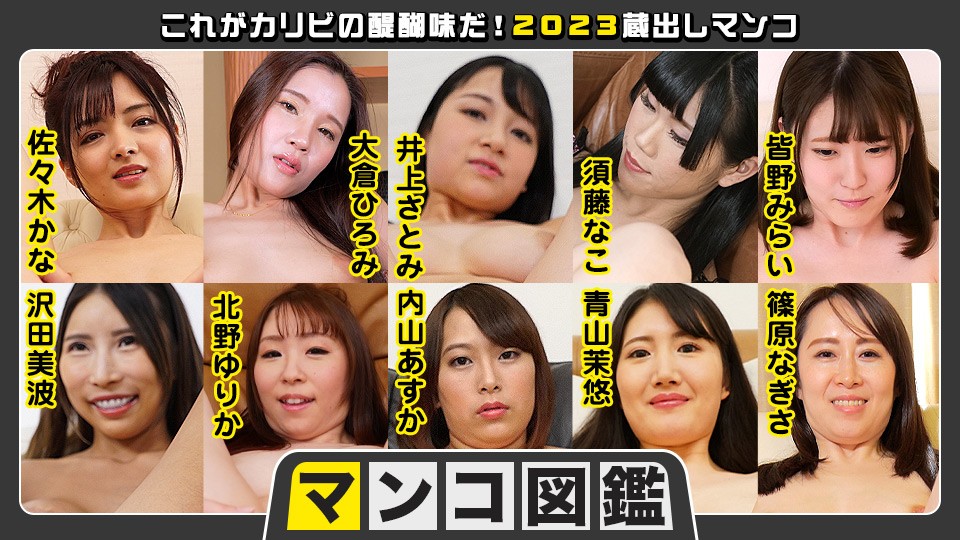 これがカリビの醍醐味だ!2023蔵出しマンコ
佐々木かな
大倉ひろみ
井上さとみ
須藤なこ
皆野みらい
沢田美波
北野ゆりか
内山あすか
青山茉悠
篠原なぎさ
マンコ図鑑